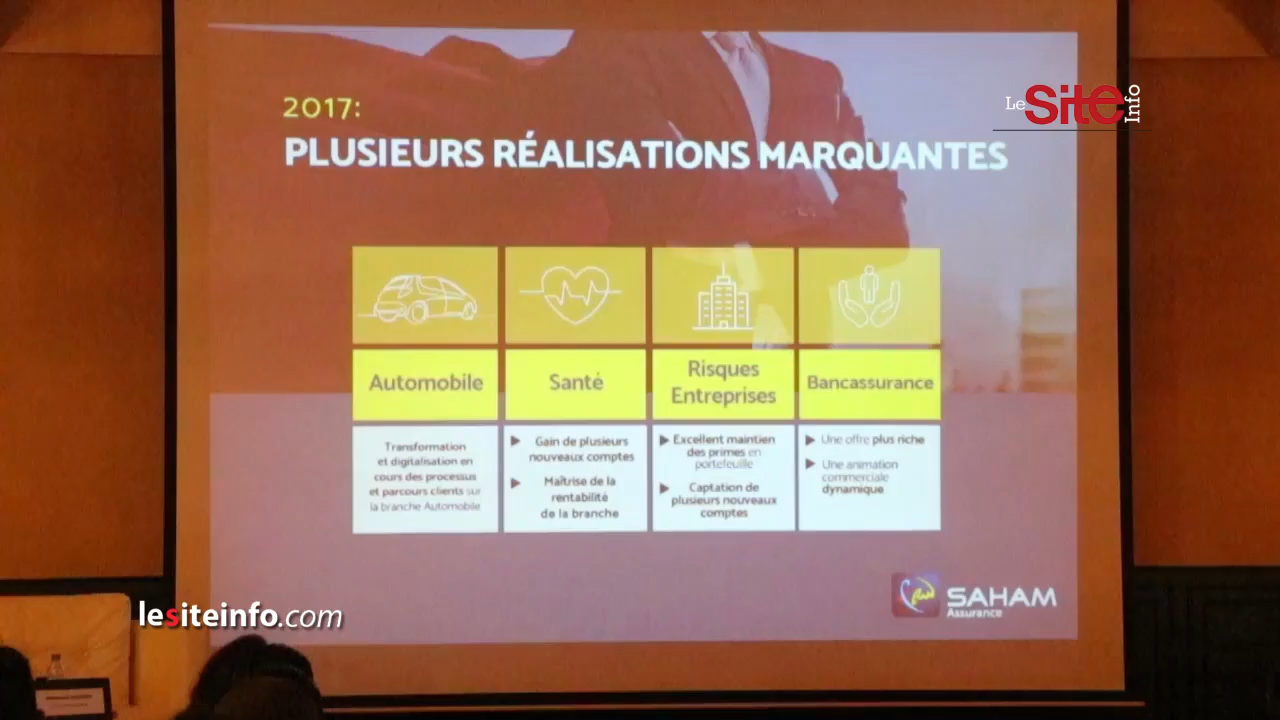 Le Site Info
2017:
PLUSIEURS RÉALISATIONS MARQUANTES
Automobile
Transformation
et digitalisation en
cours des processus
et parcours clients sur
la branche Automobile
Santé
Gain de plusieurs
nouveaux comptes
Maîtrise de la
rentabilité
de la branche
Risques
Entreprises
Excellent maintien
des primes en
portefeuille
Captation de
plusieurs nouveaux
comptes
Bancassurance
Une offre plus riche
Une animation
commerciale
dynamique
SAHAM
Assurance
lesiteinfo.com